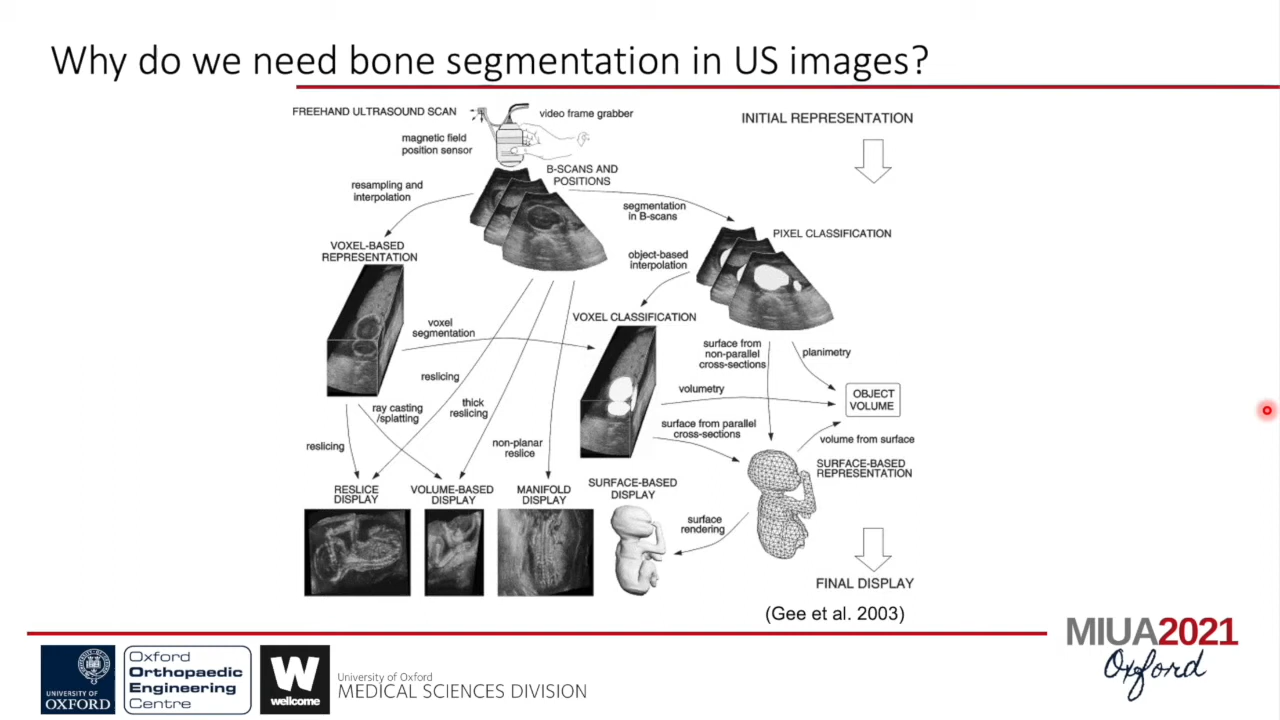 Why do we need bone segmentation in US images?
FREEHAND ULTRASOUND SCAN
video frame grabber
magnetic field
position sensor
INITIAL REPRESENTATION
B-SCANS AND
POSITIONS
resampling and
interpolation
segmentation
in B-scans
PIXEL CLASSIFICATION
VOXEL-BASED
REPRESENTATION
object-based
interpolation
VOXEL CLASSIFICATION
voxel
segmentation
surface from
non-parallel
cross-sections
planimetry
reslicing
volumetry
OBJECT
VOLUME
ray casting
/splatting
thick
reslicing
surface from parallel
cross-sections
reslicing
non-planar
reslice
volume from surface
SURFACE-BASED
REPRESENTATION
RESLICE
DISPLAY
VOLUME-BASED
DISPLAY
MANIFOLD
DISPLAY
SURFACE-BASED
DISPLAY
surface
rendering
FINAL DISPLAY
(Gee et al. 2003)
MIUA2021
Oxford
UNIVERSITY OF
OXFORD
Oxford
Orthopaedic
Engineering
Centre
W
wellcome
University of Oxford
MEDICAL SCIENCES DIVISION